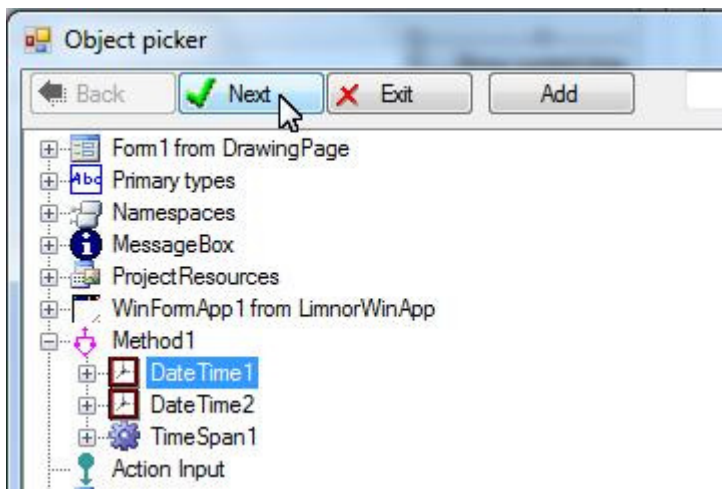 Object picker
Back Next Exit Add
Form1 from DrawingPage
Abc Primary types
Namespaces
MessageBox
ProjectResources
WinFormApp1 from LimnorWinApp
Method1
DateTime1
DateTime2
TimeSpan1
Action Input